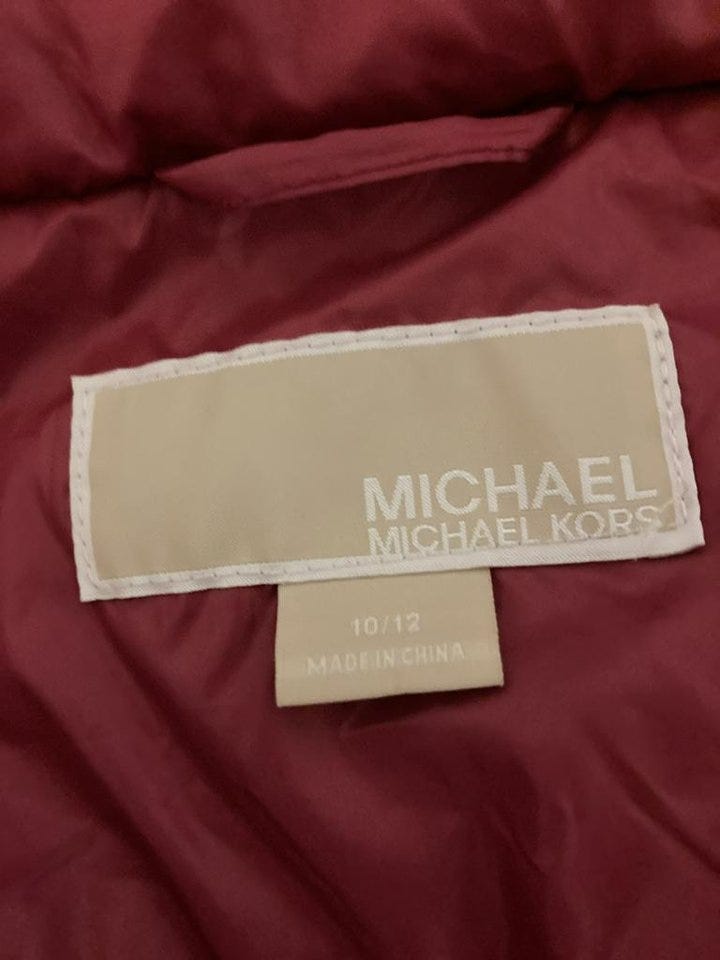 MICHAEL
MICHAEL KORS
10/12
MADE IN CHINA